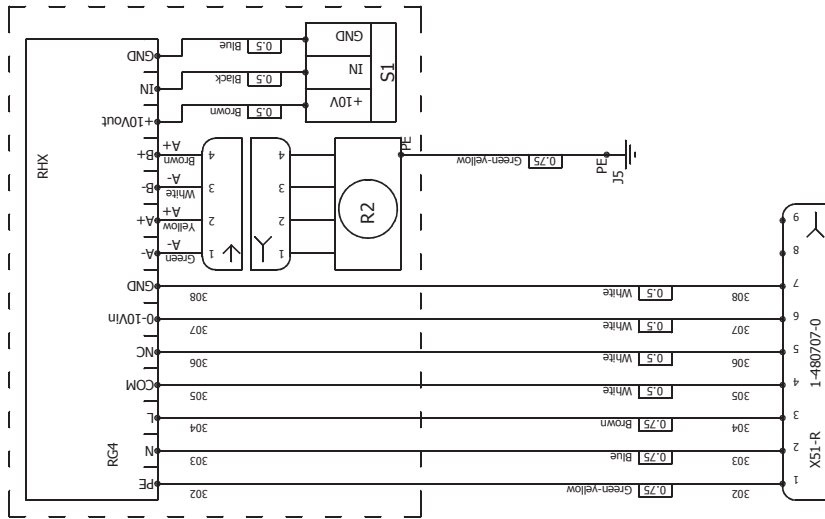 RHX
RG4
GND
Blue
0.5
GND
IN
Black
0.5
IN
S1
+10Vout
Brown
0.5
+10V
B+
A+
Brown
4
4
PE
Green-yellow
0.75
PE
J5
B-
A-
White
3
3
R2
A+
A+
Yellow
2
2
A-
A-
Green
1
1
9
8
GND
308
White
0.5
308
7
0-10Vin
307
White
0.5
307
6
NC
306
White
0.5
306
5
COM
305
White
0.5
305
4
1-480707-0
L
304
Brown
0.75
304
3
N
303
Blue
0.75
303
2
X51-R
PE
302
Green-yellow
0.75
302
1